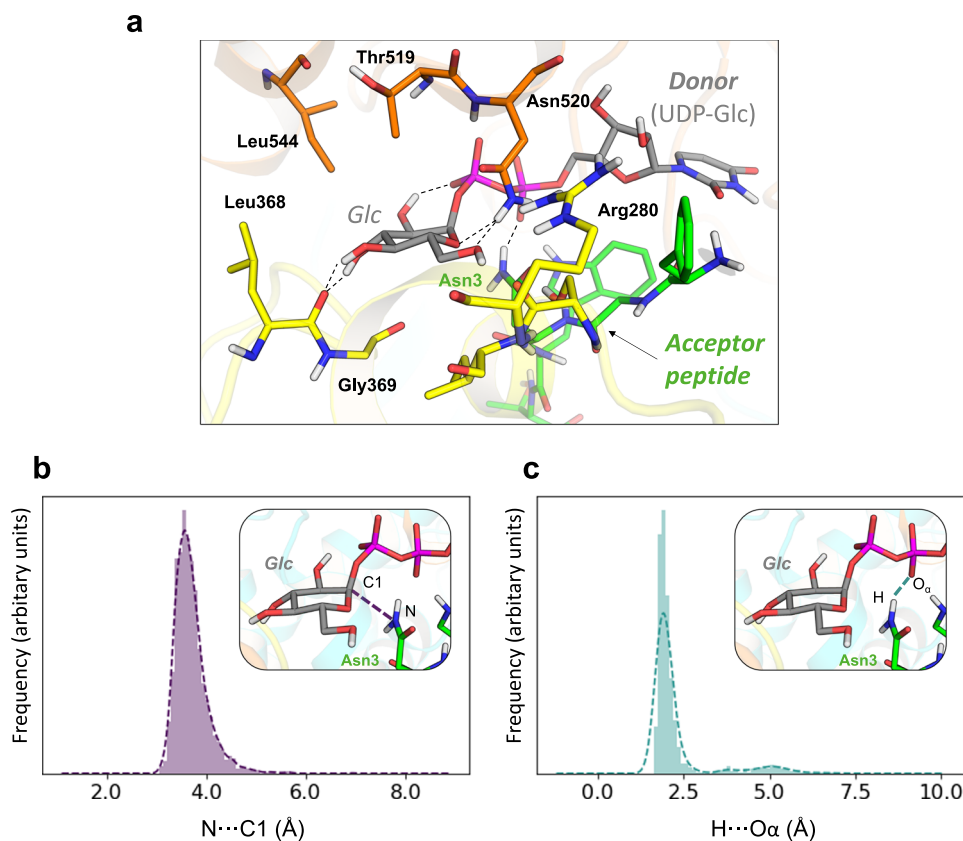 a
Thr519
Asn520
Donor
(UDP-Glc)
Leu544
Leu368
Glc
Arg280
Asn3
Acceptor
peptide
Gly369
b
Frequency (arbitary units)
Glc
C1
N
Asn3
2.0 4.0 6.0 8.0
N···C1 (Å)
c
Frequency (arbitary units)
Glc
H
Oα
Asn3
0.0 2.5 5.0 7.5 10.0
H···Oα (Å)